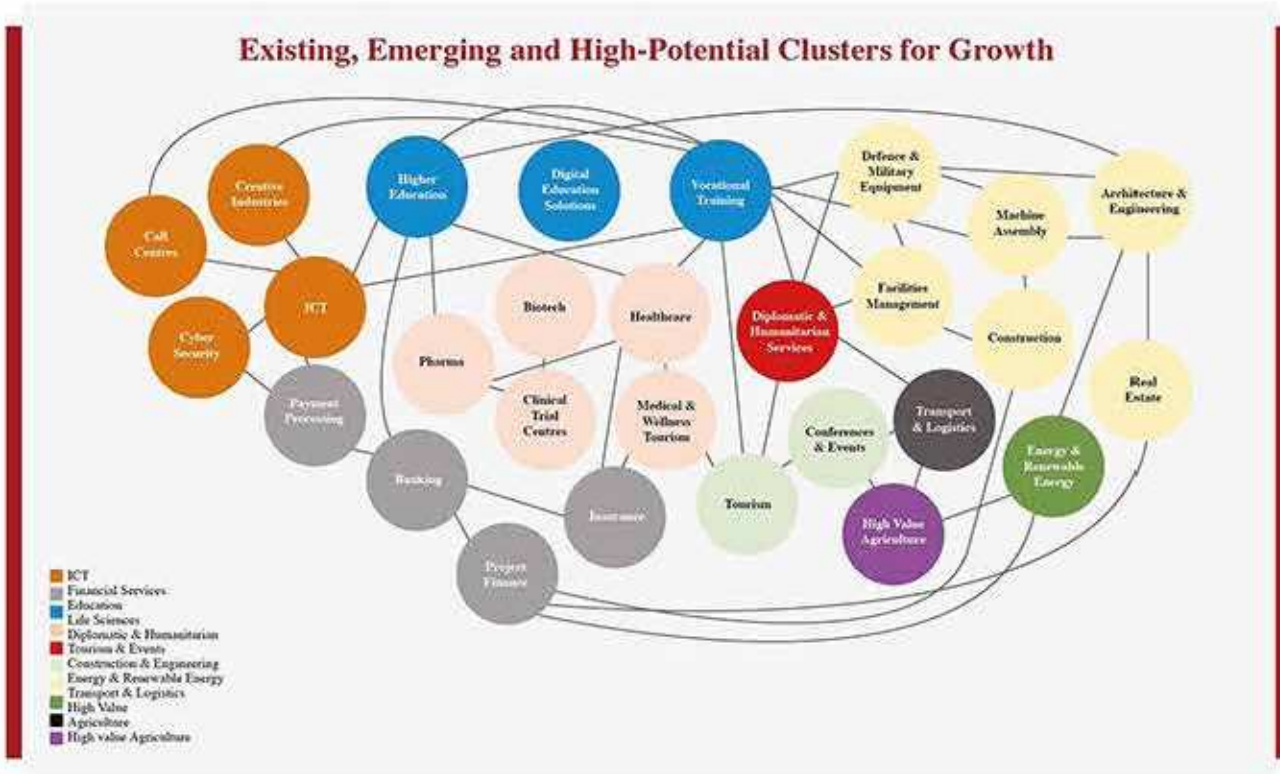 Existing, Emerging and High-Potential Clusters for Growth
Creative
Industries
Higher
Education
Digital
Education
Solutions
Vocational
Training
Defence &
Military
Equipment
Machine
Assembly
Architecture &
Engineering
Call
Centres
ICT
Cyber
Security
Biotech
Healthcare
Diplomatic &
Humanitarian
Services
Facilities
Management
Construction
Pharma
Payment
Processing
Clinical
Trial
Centres
Medical &
Wellness
Tourism
Conferences
& Events
Transport
& Logistics
Real
Estate
Banking
Insurance
Tourism
High Value
Agriculture
Energy &
Renewable
Energy
Project
Finance
ICT
Financial Services
Education
Life Sciences
Diplomatic & Humanitarian
Tourism & Events
Construction & Engineering
Energy & Renewable Energy
Transport & Logistics
High Value
Agriculture
High value Agriculture